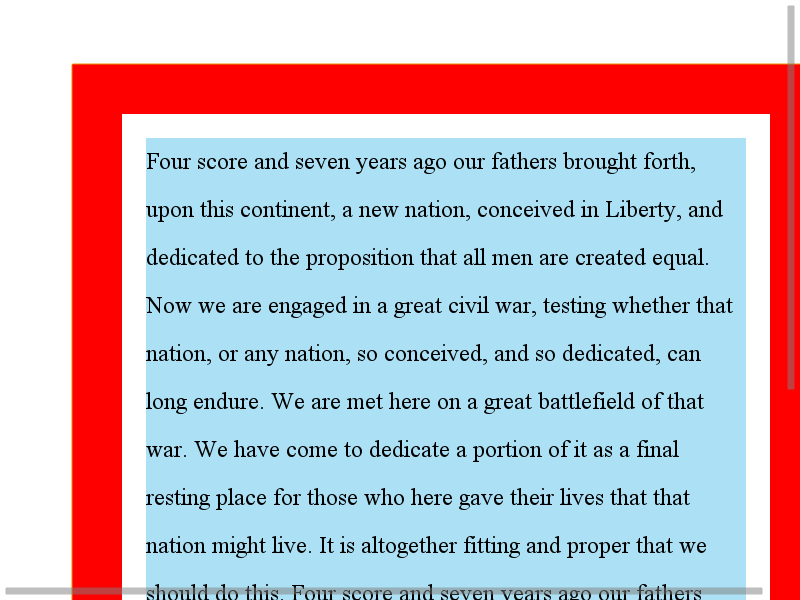 Four score and seven years ago our fathers brought forth,
upon this continent, a new nation, conceived in Liberty, and
dedicated to the proposition that all men are created equal.
Now we are engaged in a great civil war, testing whether that
nation, or any nation, so conceived, and so dedicated, can
long endure. We are met here on a great battlefield of that
war. We have come to dedicate a portion of it as a final
resting place for those who here gave their lives that that
nation might live. It is altogether fitting and proper that we
should do this. Four score and seven years ago our fathers